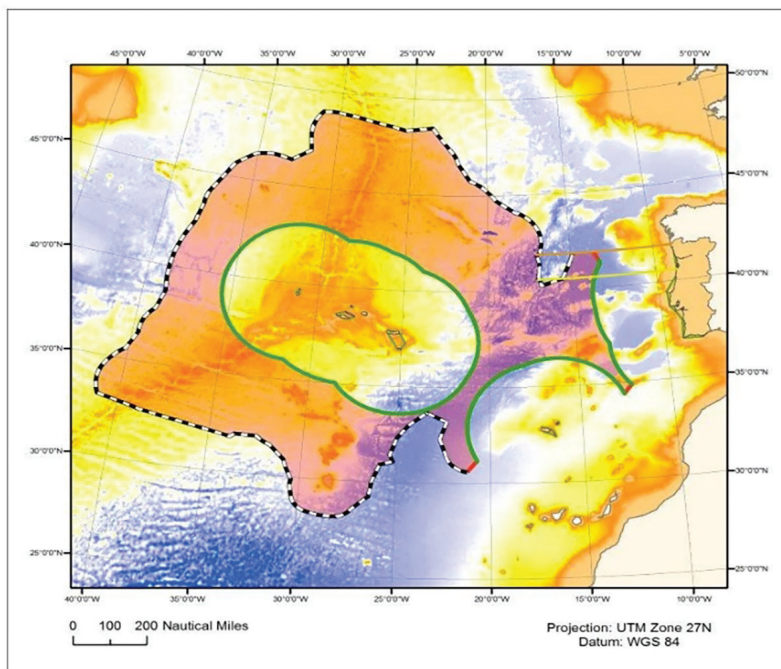 45°0'0"W 40°0'0"W 35°0'0"W 30°0'0"W 25°0'0"W 20°0'0"W 15°0'0"W 10°0'0"W 5°0'0"W
50°0'0"N
45°0'0"N 45°0'0"N
40°0'0"N 40°0'0"N
35°0'0"N 35°0'0"N
30°0'0"N 30°0'0"N
25°0'0"N 25°0'0"N
40°0'0"W 35°0'0"W 30°0'0"W 25°0'0"W 20°0'0"W 15°0'0"W 10°0'0"W
0 100 200 Nautical Miles
Projection: UTM Zone 27N
Datum: WGS 84